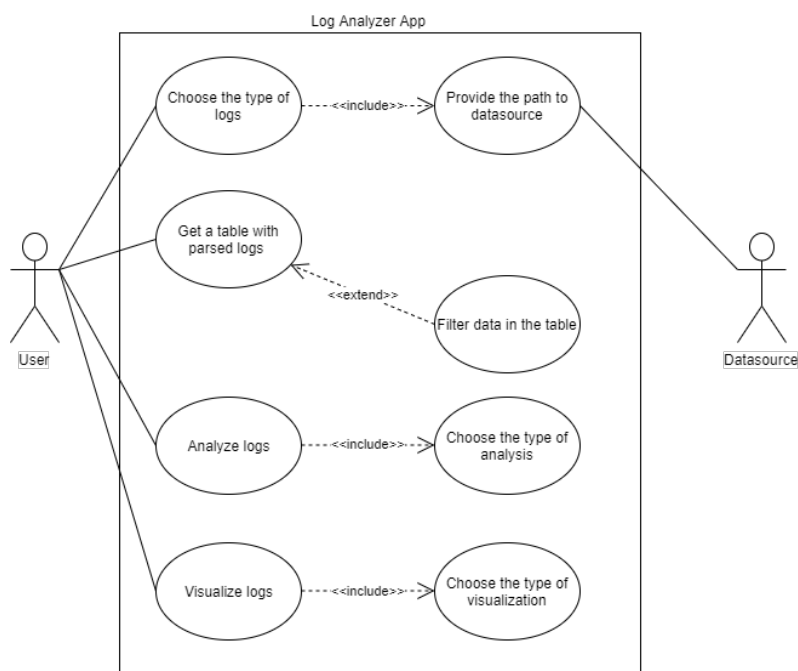 Log Analyzer App
Choose the type of
logs
<<include>>
Provide the path to
datasource
Get a table with
parsed logs
<<extend>>
Filter data in the table
User
Datasource
Analyze logs
<<include>>
Choose the type of
analysis
Visualize logs
<<include>>
Choose the type of
visualization